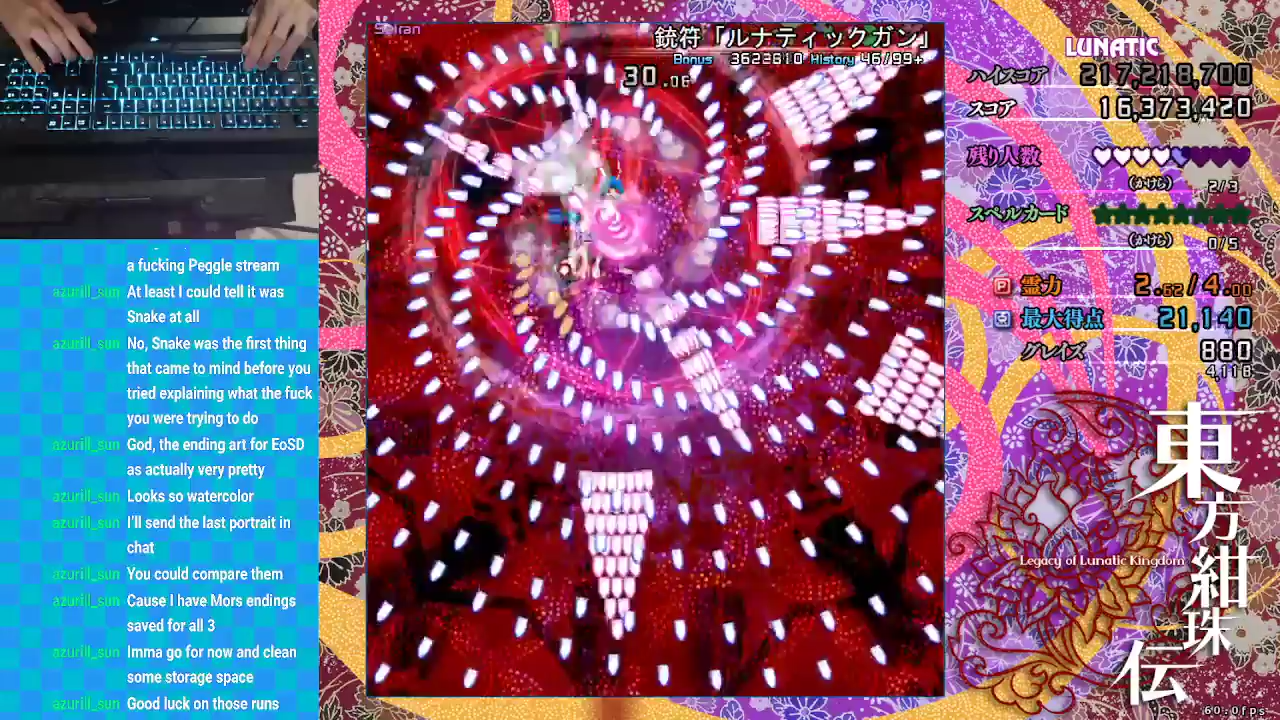 a fucking Peggle stream
azurill_sun At least I could tell it was
Snake at all
azurill_sun No, Snake was the first thing
that came to mind before you
tried explaining what the fuck
you were trying to do
azurill_sun God, the ending art for EoSD
as actually very pretty
azurill_sun Looks so watercolor
azurill_sun I'll send the last portrait in
chat
azurill_sun You could compare them
azurill_sun Cause I have Mors endings
saved for all 3
azurill_sun Imma go for now and clean
some storage space
azurill_sun Good luck on those runs
Seiran
銃符「ルナティックガン」
Bonus 3623610 History 46/99+
30.06
LUNATIC
ハイスコア 217,218,700
スコア 16,373,420
残り人数
(かけら) 2/3
スペルカード
(かけら) 0/5
P 霊力 2.62/4.00
最大得点 21,140
グレイズ 880
4,118
東方紺珠伝
Legacy of Lunatic Kingdom
60.0fps